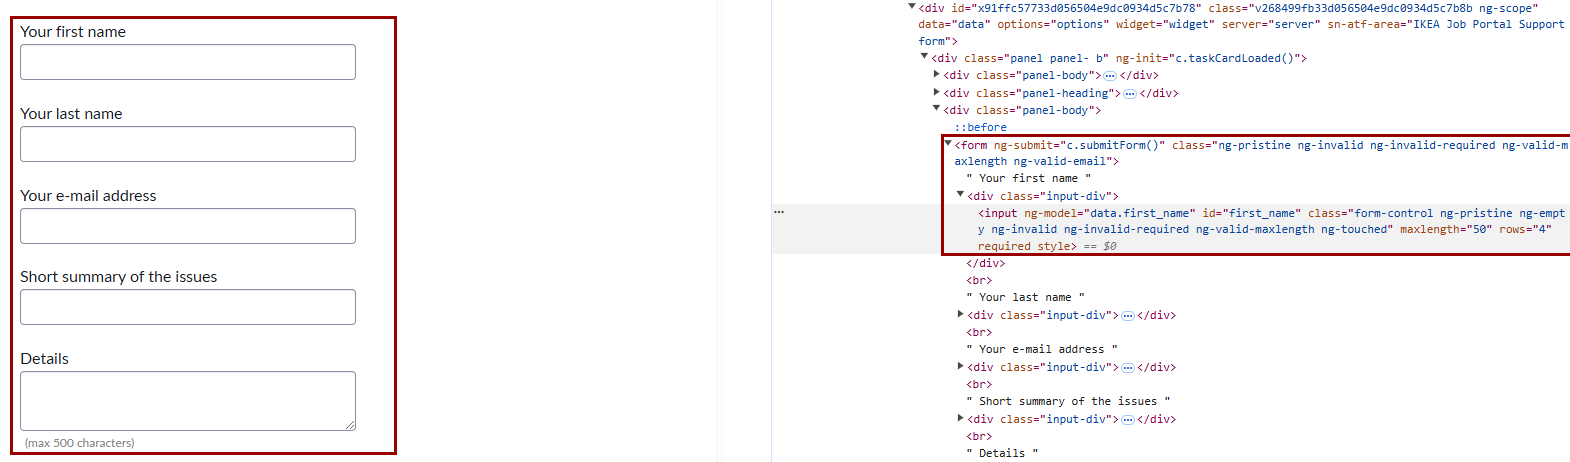 Your first name
Your last name
Your e-mail address
Short summary of the issues
Details
(max 500 characters)
<div id="x91ffc57733d056504e9dc0934d5c7b78" class="v268499fb33d056504e9dc0934d5c7b8b ng-scope"
data="data" options="options" widget="widget" server="server" sn-atf-area="IKEA Job Portal Support
form">
<div class="panel panel- b" ng-init="c.taskCardLoaded()">
<div class="panel-body">…</div>
<div class="panel-heading">…</div>
<div class="panel-body">
::before
<form ng-submit="c.submitForm()" class="ng-pristine ng-invalid ng-invalid-required ng-valid-m
axlength ng-valid-email">
" Your first name "
<div class="input-div">
<input ng-model="data.first_name" id="first_name" class="form-control ng-pristine ng-empt
y ng-invalid ng-invalid-required ng-valid-maxlength ng-touched" maxlength="50" rows="4"
required style> == $0
</div>
<br>
" Your last name "
<div class="input-div">…</div>
<br>
" Your e-mail address "
<div class="input-div">…</div>
<br>
" Short summary of the issues "
<div class="input-div">…</div>
<br>
" Details "